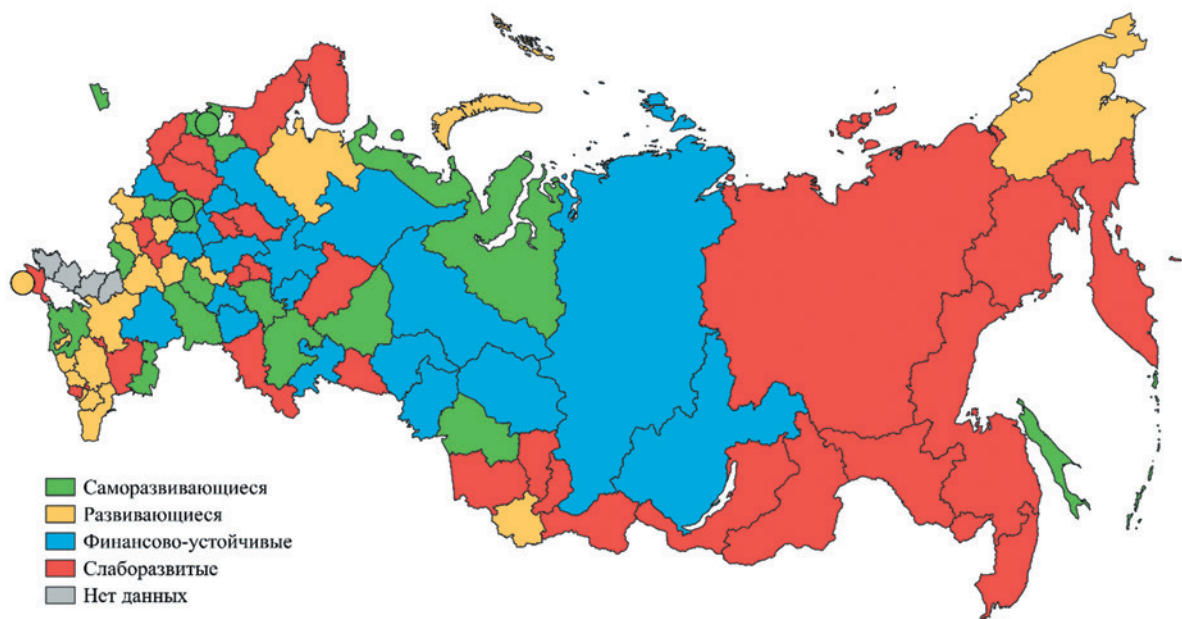 Саморазвивающиеся
Развивающиеся
Финансово-устойчивые
Слаборазвитые
Нет данных